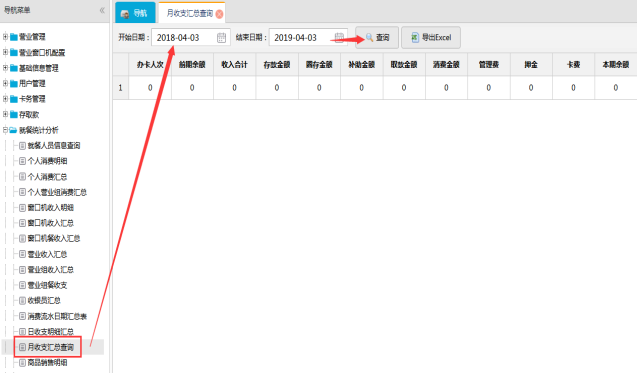 导航菜单
导航
月收支汇总查询
开始日期：
2018-04-03
结束日期：
2019-04-03
查询
导出Excel
办卡人次 前期余额 收入合计 存款金额 圈存金额 补助金额 取款金额 消费金额 管理费 押金 卡费 本期余额
1 0 0 0 0 0 0 0 0 0 0 0 0
营业管理
营业窗口机配置
基础信息管理
用户管理
卡务管理
存取款
就餐统计分析
就餐人员信息查询
个人消费明细
个人消费汇总
个人营业组消费汇总
窗口机收入明细
窗口机收入汇总
窗口机餐收入汇总
营业收入汇总
营业组收入汇总
营业组餐收支
收银员汇总
消费流水日期汇总表
日收支明细汇总
月收支汇总查询
商品销售明细